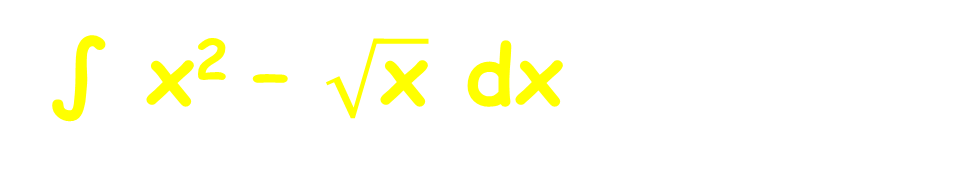 ∫ x² - √x dx